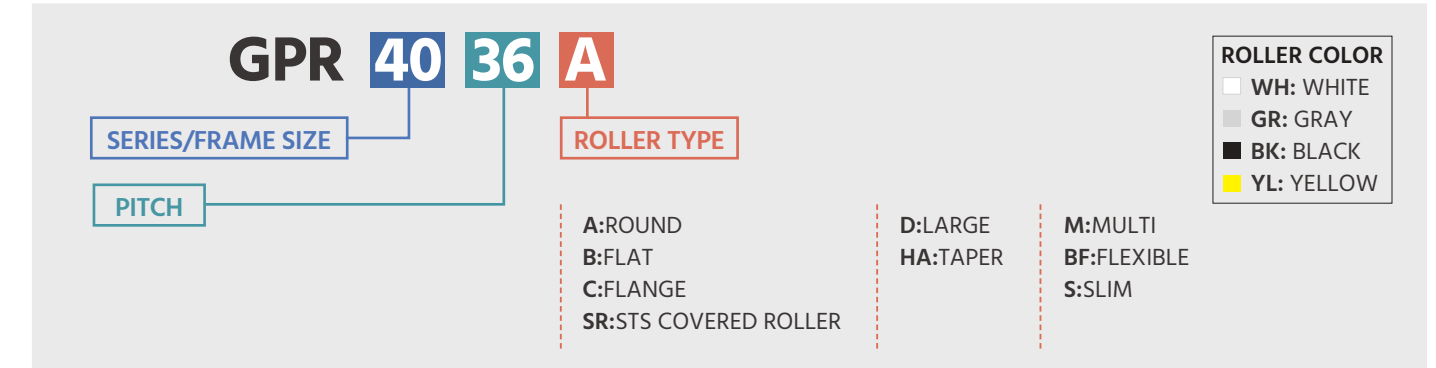 GPR 40 36 A
SERIES/FRAME SIZE
ROLLER TYPE
PITCH
A:ROUND
B:FLAT
C:FLANGE
SR:STS COVERED ROLLER
D:LARGE
HA:TAPER
M:MULTI
BF:FLEXIBLE
S:SLIM
ROLLER COLOR
WH: WHITE
GR: GRAY
BK: BLACK
YL: YELLOW